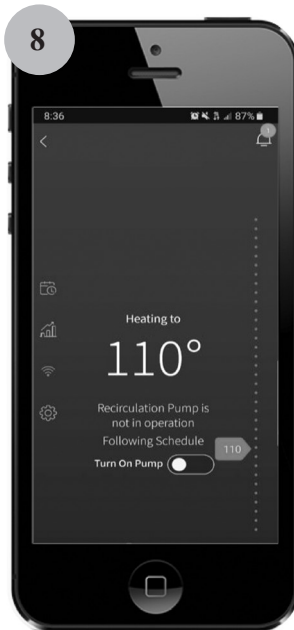 8
8:36
87%
1
Heating to
110°
Recirculation Pump is
not in operation
Following Schedule
110
Turn On Pump